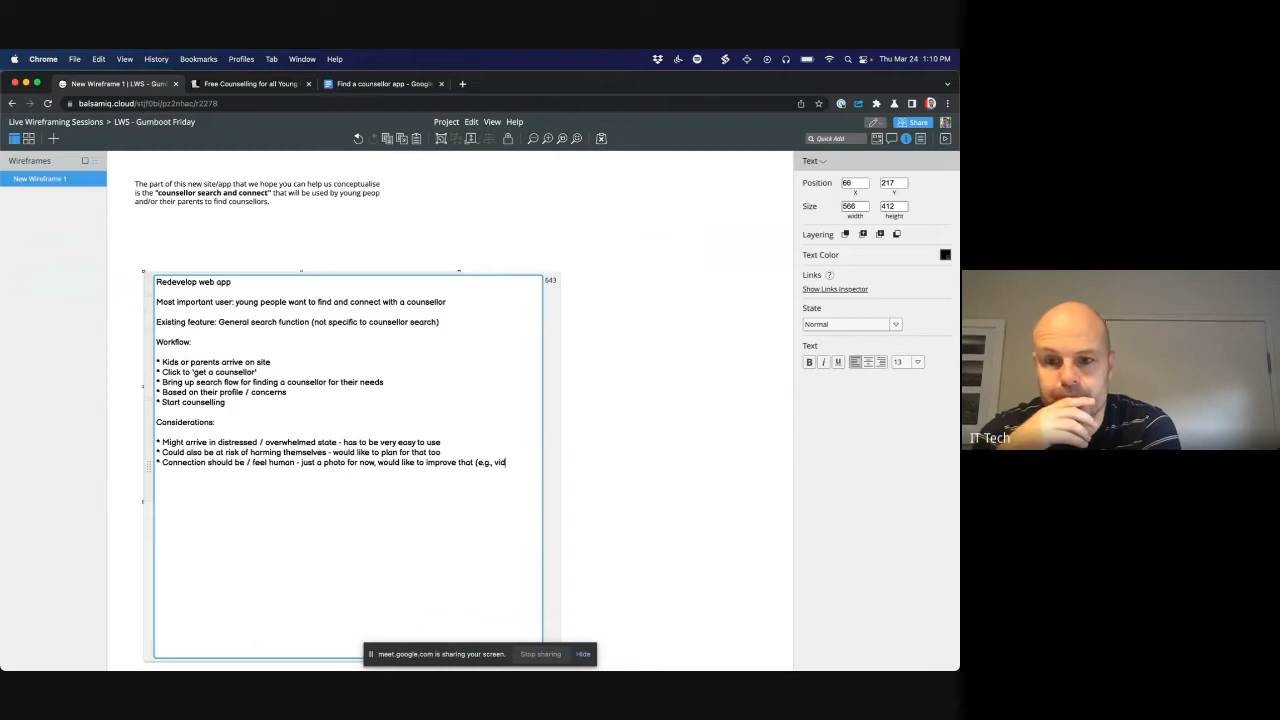 Chrome File Edit View History Bookmarks Profiles Tab Window Help Thu Mar 24 1:10 PM
New Wireframe 1 | LWS - Gumb Free Counselling for all Young Find a counsellor app - Google
balsamiq.cloud/stjf0bi/pz2nhac/r2278
Live Wireframing Sessions > LWS - Gumboot Friday Project Edit View Help Share
Quick Add
Wireframes
New Wireframe 1
The part of this new site/app that we hope you can help us conceptualise
is the "counsellor search and connect" that will be used by young peop
and/or their parents to find counsellors.
643
Redevelop web app
Most important user: young people want to find and connect with a counsellor
Existing feature: General search function (not specific to counsellor search)
Workflow:
* Kids or parents arrive on site
* Click to 'get a counsellor'
* Bring up search flow for finding a counsellor for their needs
* Based on their profile / concerns
* Start counselling
Considerations:
* Might arrive in distressed / overwhelmed state - has to be very easy to use
* Could also be at risk of harming themselves - would like to plan for that too
* Connection should be / feel human - just a photo for now, would like to improve that (e.g., vid
Text
Position 66 217
X Y
Size 566 412
width height
Layering
Text Color
Links ?
Show Links Inspector
State
Normal
Text
B i U 13
IT Tech
meet.google.com is sharing your screen. Stop sharing Hide